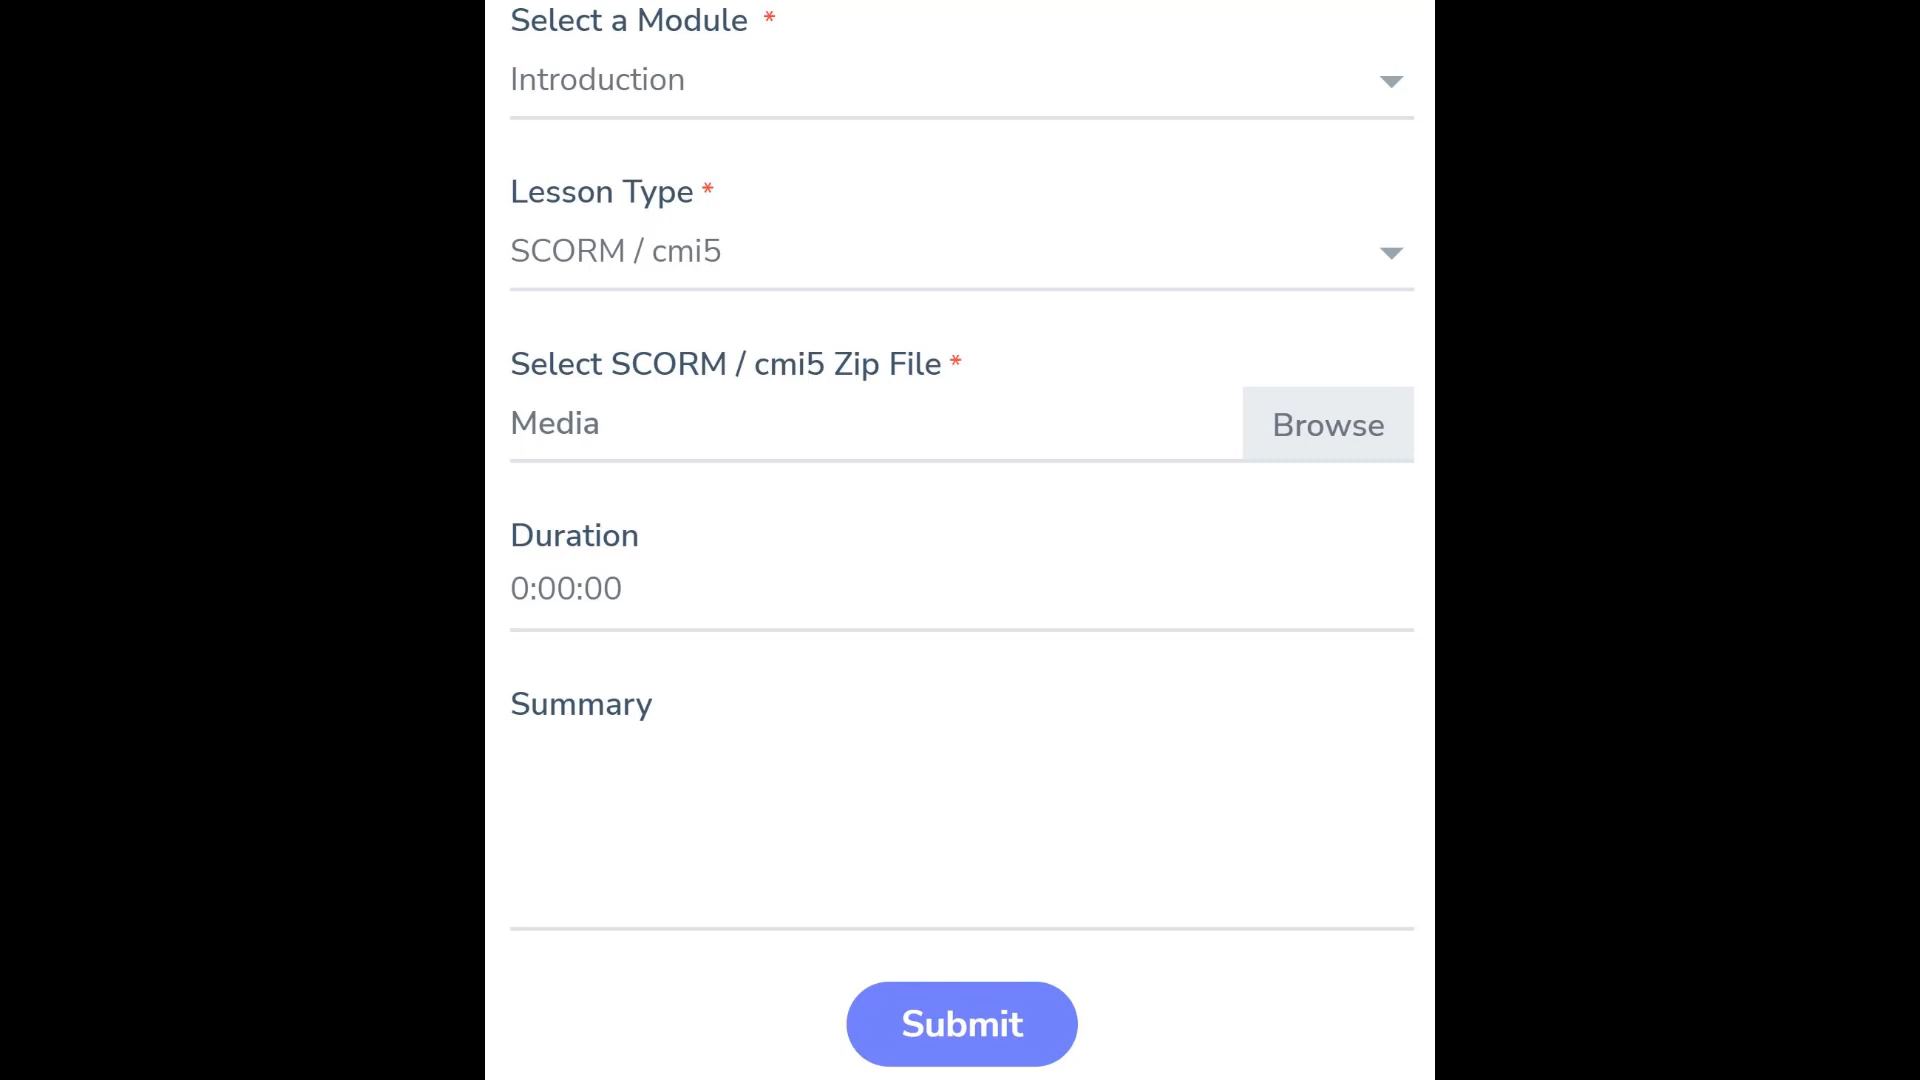 Select a Module *
Introduction
Lesson Type *
SCORM / cmi5
Select SCORM / cmi5 Zip File *
Media
Browse
Duration
0:00:00
Summary
Submit